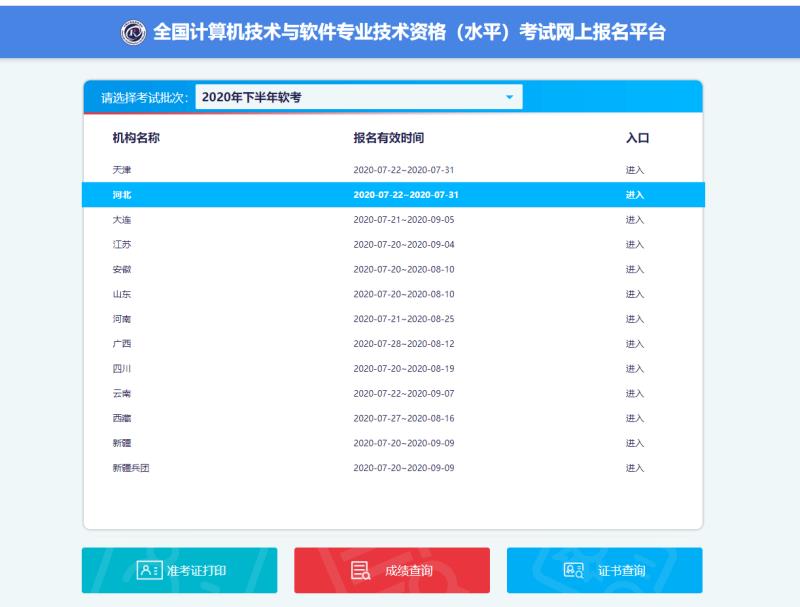 全国计算机技术与软件专业技术资格（水平）考试网上报名平台
请选择考试批次： 2020年下半年软考
机构名称 报名有效时间 入口
天津 2020-07-22~2020-07-31 进入
河北 2020-07-22~2020-07-31 进入
大连 2020-07-21~2020-09-05 进入
江苏 2020-07-20~2020-09-04 进入
安徽 2020-07-20~2020-08-10 进入
山东 2020-07-20~2020-08-10 进入
河南 2020-07-21~2020-08-25 进入
广西 2020-07-28~2020-08-12 进入
四川 2020-07-20~2020-08-19 进入
云南 2020-07-22~2020-09-07 进入
西藏 2020-07-27~2020-08-16 进入
新疆 2020-07-20~2020-09-09 进入
新疆兵团 2020-07-20~2020-09-09 进入
准考证打印 成绩查询 证书查询